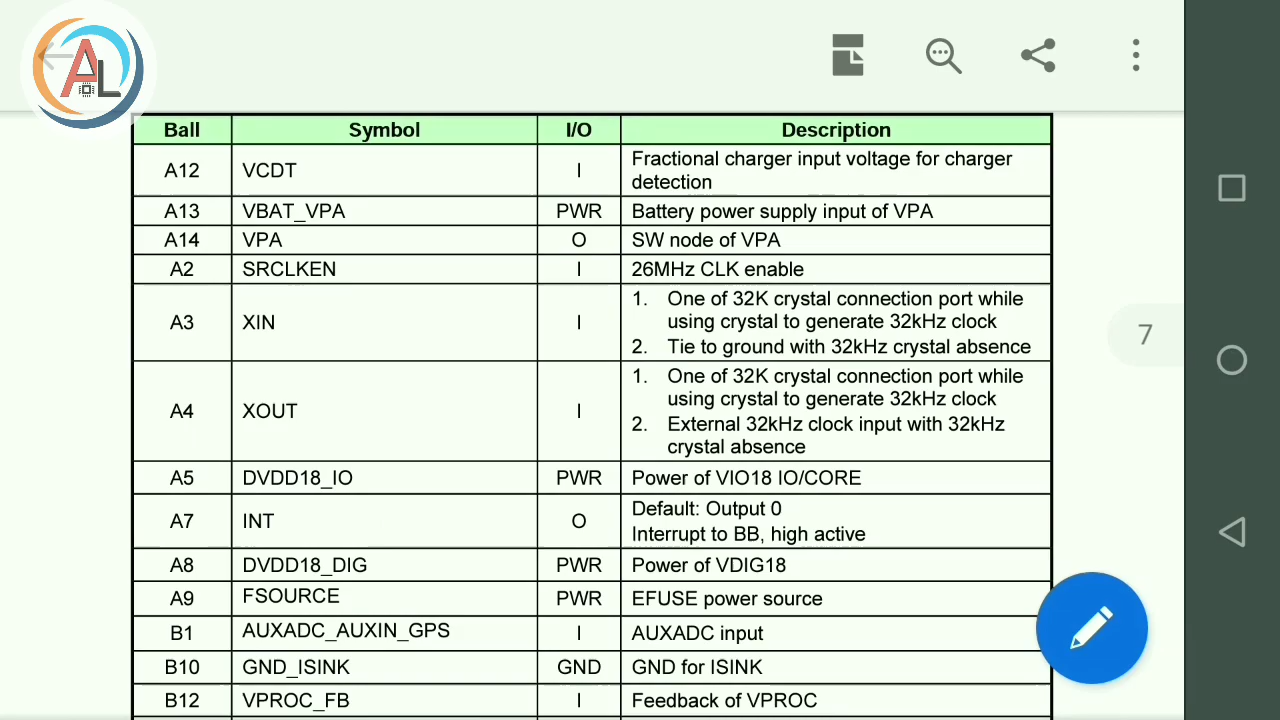 AL
Ball Symbol I/O Description
A12 VCDT I Fractional charger input voltage for charger
detection
A13 VBAT_VPA PWR Battery power supply input of VPA
A14 VPA O SW node of VPA
A2 SRCLKEN I 26MHz CLK enable
A3 XIN I 1. One of 32K crystal connection port while
using crystal to generate 32kHz clock
2. Tie to ground with 32kHz crystal absence
7
A4 XOUT I 1. One of 32K crystal connection port while
using crystal to generate 32kHz clock
2. External 32kHz clock input with 32kHz
crystal absence
A5 DVDD18_IO PWR Power of VIO18 IO/CORE
A7 INT O Default: Output 0
Interrupt to BB, high active
A8 DVDD18_DIG PWR Power of VDIG18
A9 FSOURCE PWR EFUSE power source
B1 AUXADC_AUXIN_GPS I AUXADC input
B10 GND_ISINK GND GND for ISINK
B12 VPROC_FB I Feedback of VPROC